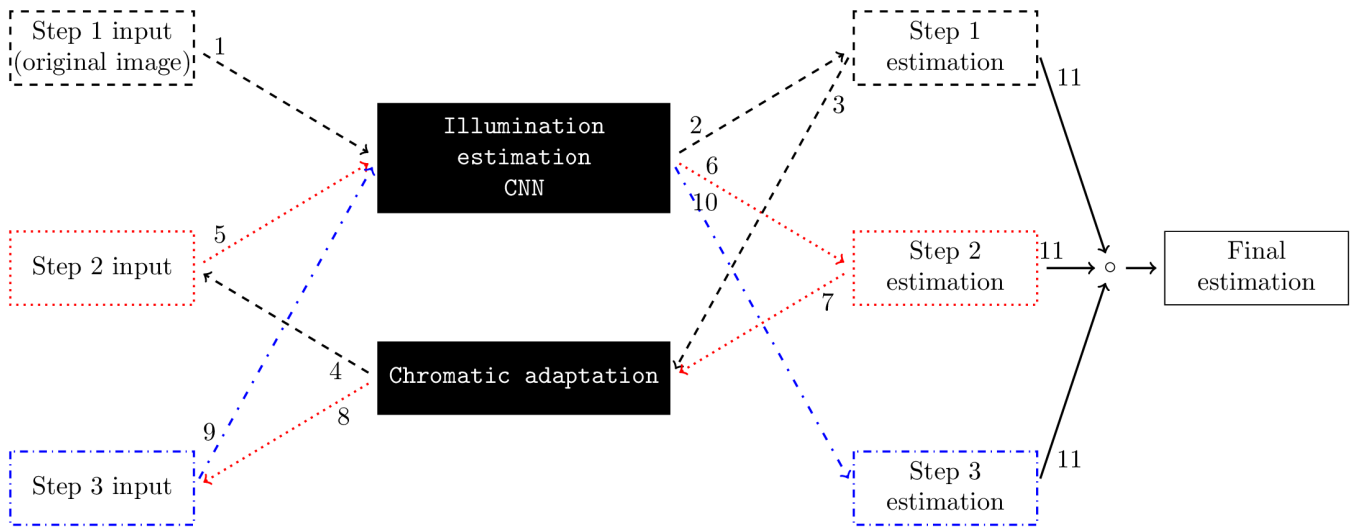 Step 1 input
(original image)
1
Illumination
estimation
CNN
2
Step 1
estimation
3
11
6
10
5
Step 2 input
Step 2
estimation
11
Final
estimation
7
4
Chromatic adaptation
8
9
Step 3 input
Step 3
estimation
11